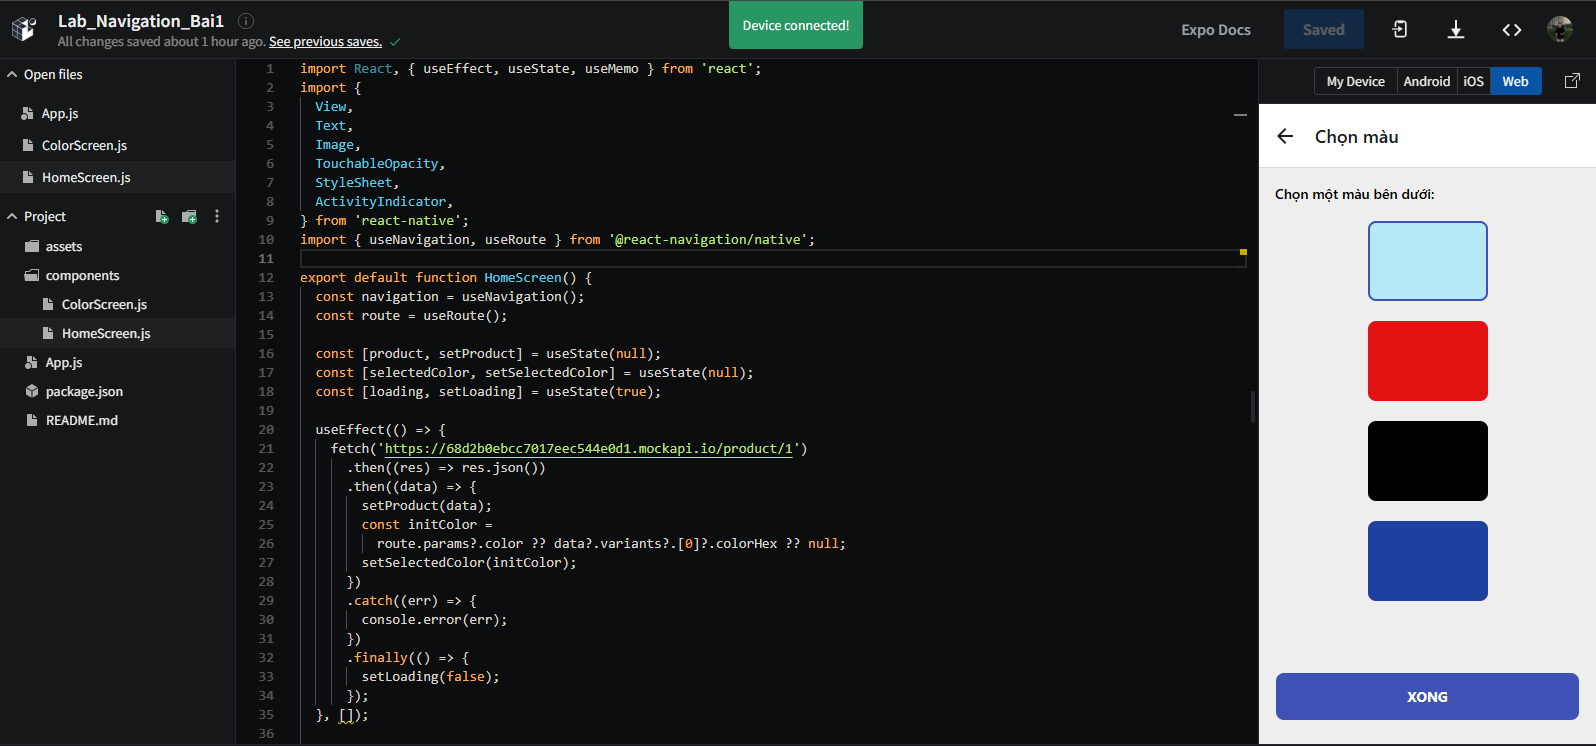 Lab_Navigation_Bai1
All changes saved about 1 hour ago. See previous saves.
Device connected!
Expo Docs
Saved
Open files
App.js
ColorScreen.js
HomeScreen.js
Project
assets
components
ColorScreen.js
HomeScreen.js
App.js
package.json
README.md
1 import React, { useEffect, useState, useMemo } from 'react';
2 import {
3 View,
4 Text,
5 Image,
6 TouchableOpacity,
7 StyleSheet,
8 ActivityIndicator,
9 } from 'react-native';
10 import { useNavigation, useRoute } from '@react-navigation/native';
11
12 export default function HomeScreen() {
13 const navigation = useNavigation();
14 const route = useRoute();
15
16 const [product, setProduct] = useState(null);
17 const [selectedColor, setSelectedColor] = useState(null);
18 const [loading, setLoading] = useState(true);
19
20 useEffect(() => {
21 fetch('https://68d2b0ebcc7017eec544e0d1.mockapi.io/product/1')
22 .then((res) => res.json())
23 .then((data) => {
24 setProduct(data);
25 const initColor =
26 route.params?.color ?? data?.variants?.[0]?.colorHex ?? null;
27 setSelectedColor(initColor);
28 })
29 .catch((err) => {
30 console.error(err);
31 })
32 .finally(() => {
33 setLoading(false);
34 });
35 }, []);
36
My Device Android iOS Web
Chọn màu
Chọn một màu bên dưới:
XONG